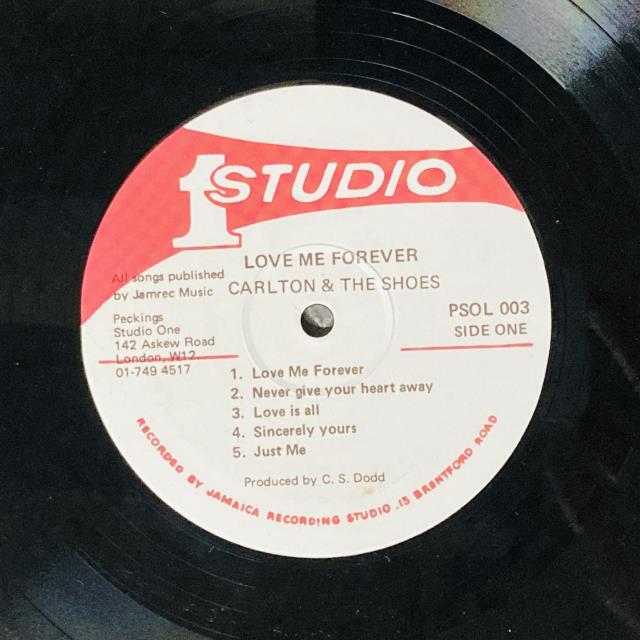 1 STUDIO
LOVE ME FOREVER
CARLTON & THE SHOES
All songs published
by Jamrec Music
Peckings
Studio One
142 Askew Road
London, W12.
01-749 4517
PSOL 003
SIDE ONE
1. Love Me Forever
2. Never give your heart away
3. Love is all
4. Sincerely yours
5. Just Me
Produced by C. S. Dodd
RECORDED BY JAMAICA RECORDING STUDIO .15 BRENTFORD ROAD